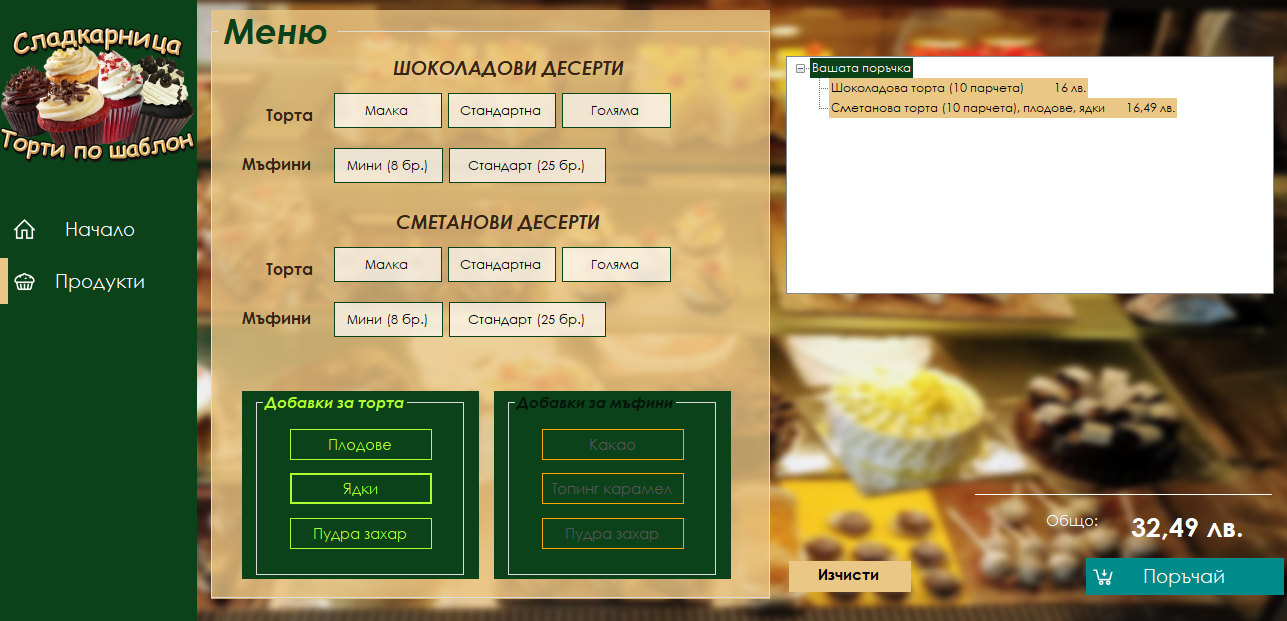 Сладкарница
Торти по шаблон
Начало
Продукти
Меню
ШОКОЛАДОВИ ДЕСЕРТИ
Торта Малка Стандартна Голяма
Мъфини Мини (8 бр.) Стандарт (25 бр.)
СМЕТАНОВИ ДЕСЕРТИ
Торта Малка Стандартна Голяма
Мъфини Мини (8 бр.) Стандарт (25 бр.)
Добавки за торта
Плодове
Ядки
Пудра захар
Добавки за мъфини
Какао
Топинг карамел
Пудра захар
Вашата поръчка
Шоколадова торта (10 парчета) 16 лв.
Сметанова торта (10 парчета), плодове, ядки 16,49 лв.
Общо: 32,49 лв.
Изчисти
Поръчай